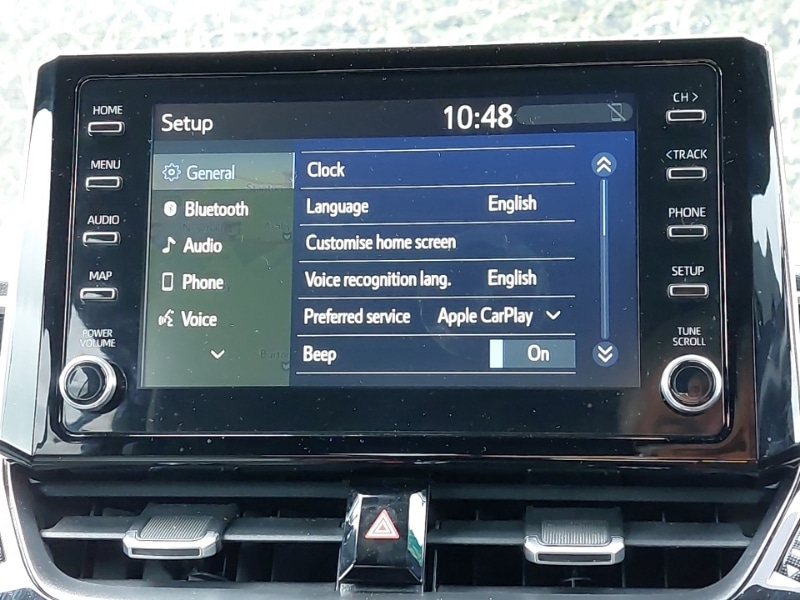 HOME
MENU
AUDIO
MAP
POWER
VOLUME
Setup
10:48
General
Bluetooth
Audio
Phone
Voice
Clock
Language English
Customise home screen
Voice recognition lang. English
Preferred service Apple CarPlay
Beep On
CH >
<TRACK
PHONE
SETUP
TUNE
SCROLL